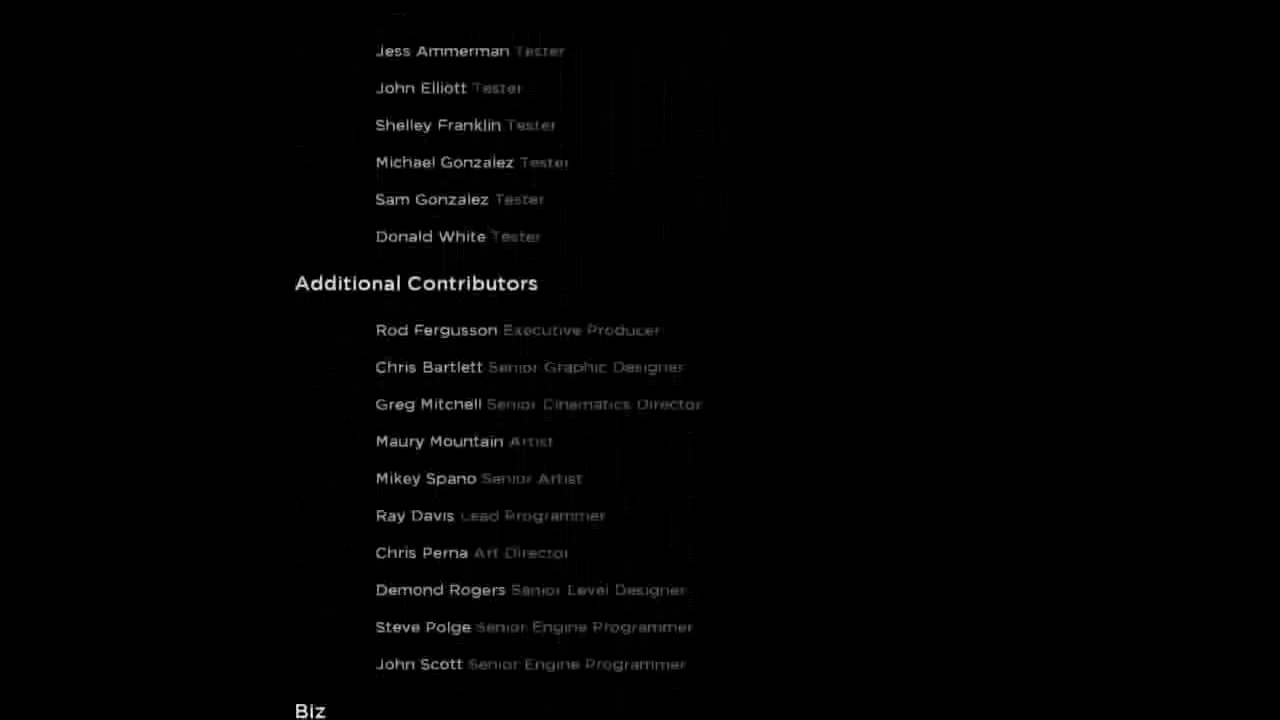 Jess Ammerman Tester
John Elliott Tester
Shelley Franklin Tester
Michael Gonzalez Tester
Sam Gonzalez Tester
Donald White Tester
Additional Contributors
Rod Fergusson Executive Producer
Chris Bartlett Senior Graphic Designer
Greg Mitchell Senior Cinematics Director
Maury Mountain Artist
Mikey Spano Senior Artist
Ray Davis Lead Programmer
Chris Perna Art Director
Demond Rogers Senior Level Designer
Steve Polge Senior Engine Programmer
John Scott Senior Engine Programmer
Biz